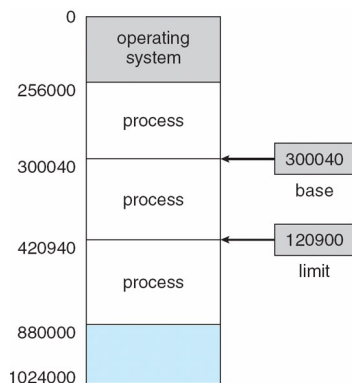 0
operating
system
256000
process
300040
300040
base
process
420940
120900
limit
process
880000
1024000